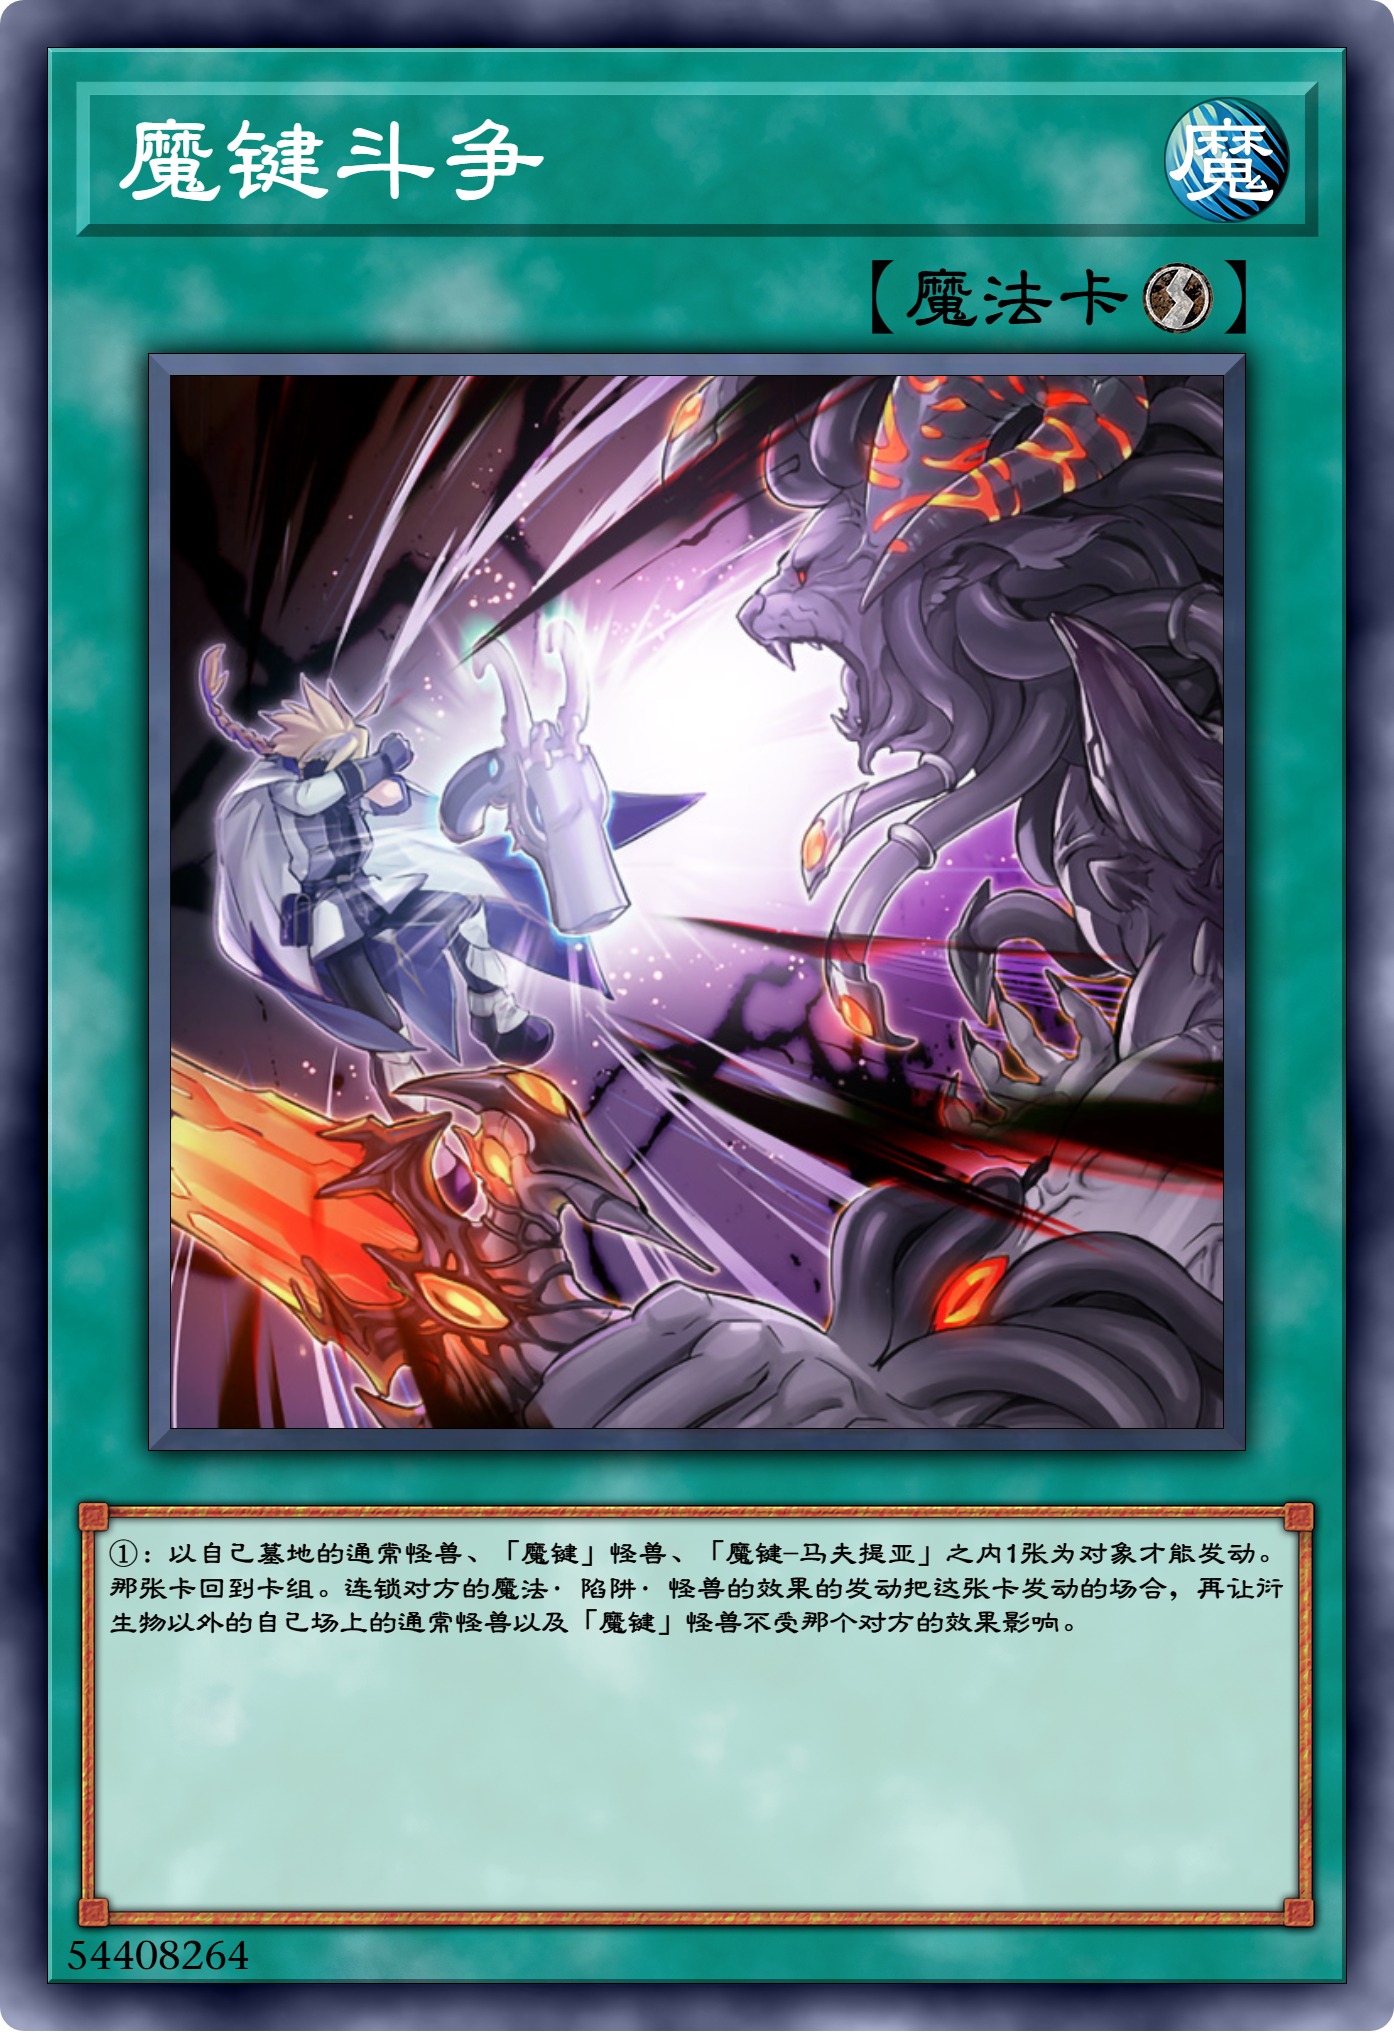 魔键斗争
魔
【魔法卡】
①：以自己墓地的通常怪兽、「魔键」怪兽、「魔键-马夫提亚」之内1张为对象才能发动。
那张卡回到卡组。连锁对方的魔法·陷阱·怪兽的效果的发动把这张卡发动的场合，再让衍
生物以外的自己场上的通常怪兽以及「魔键」怪兽不受那个对方的效果影响。
54408264